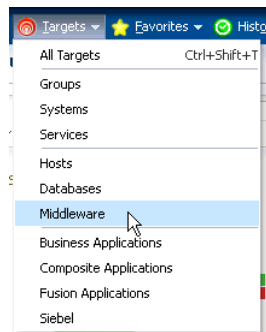 Targets Favorites Histo
All Targets Ctrl+Shift+T
Groups
Systems
Services
Hosts
Databases
Middleware
Business Applications
Composite Applications
Fusion Applications
Siebel